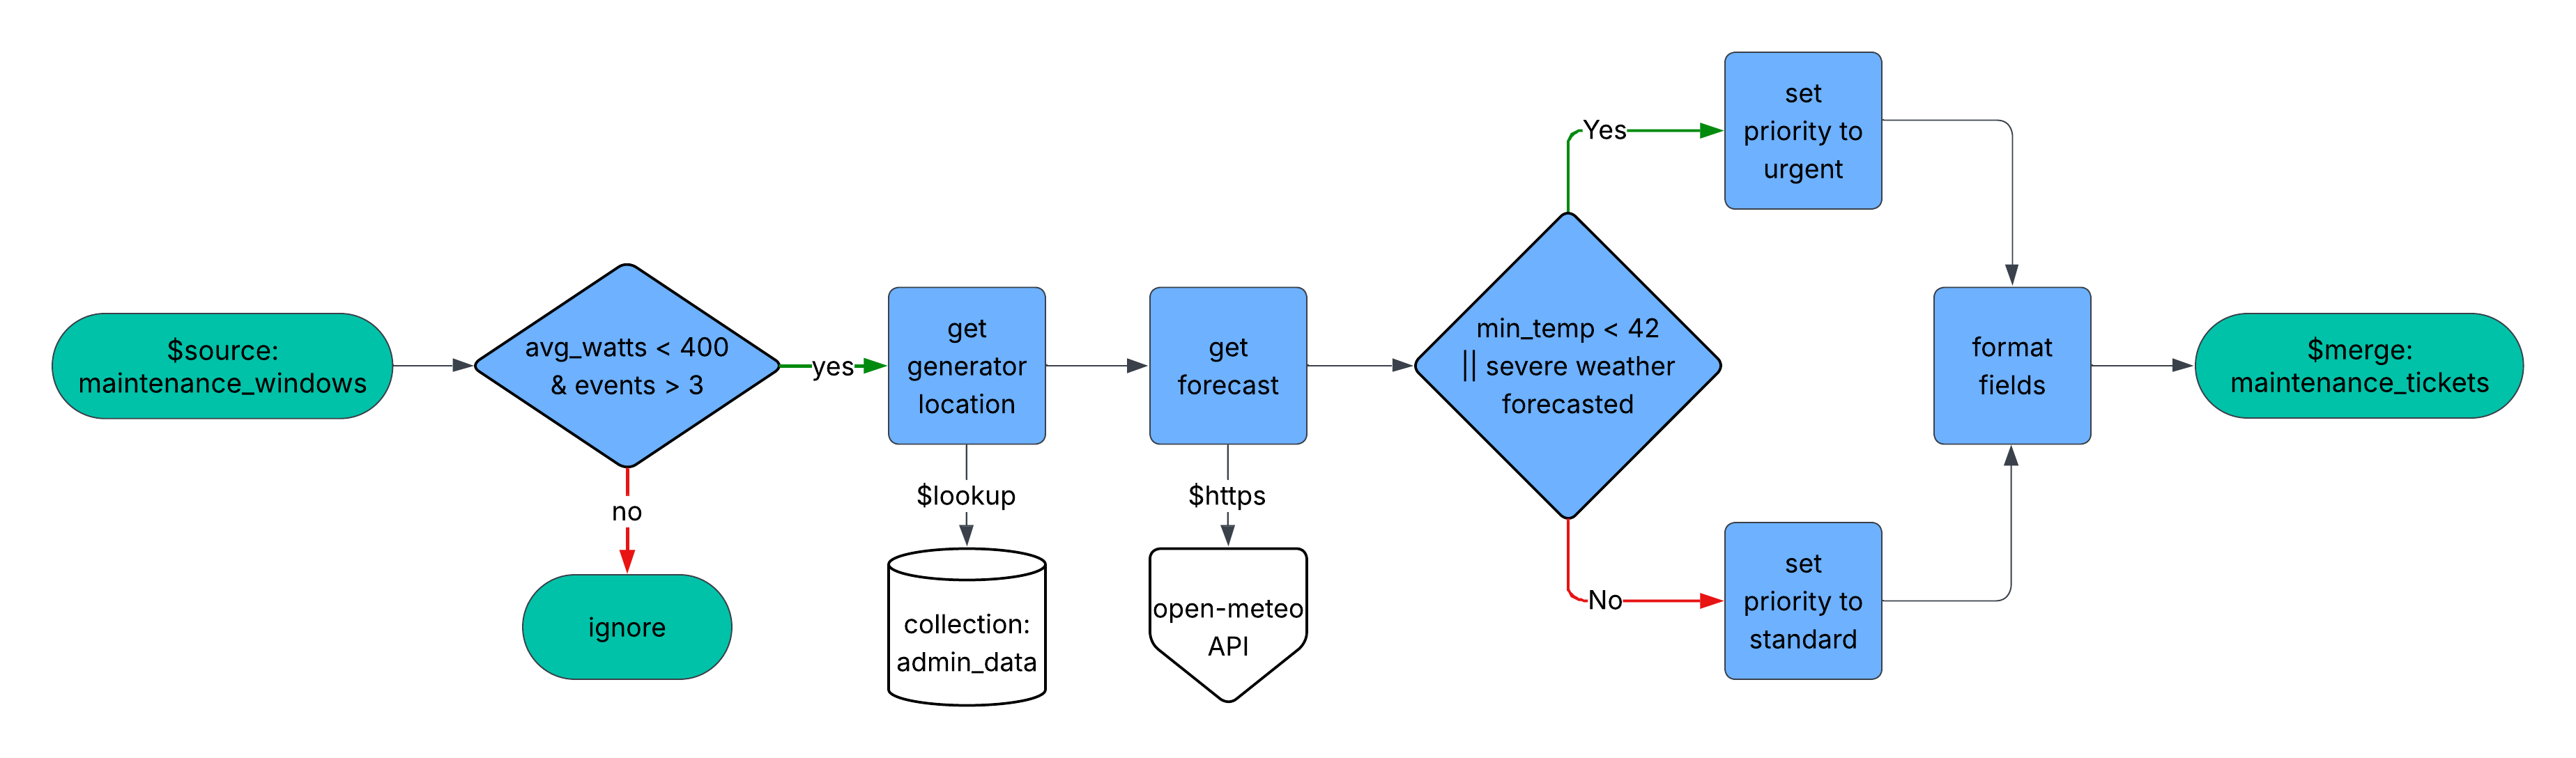 $source:
maintenance_windows
avg_watts < 400
& events > 3
yes
no
ignore
get
generator
location
$lookup
collection:
admin_data
get
forecast
$https
open-meteo
API
min_temp < 42
|| severe weather
forecasted
Yes
set
priority to
urgent
No
set
priority to
standard
format
fields
$merge:
maintenance_tickets